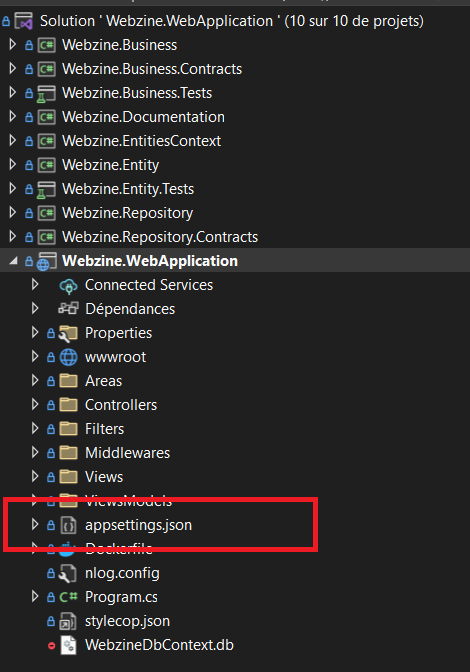 Solution ' Webzine.WebApplication ' (10 sur 10 de projets)
C# Webzine.Business
C# Webzine.Business.Contracts
Webzine.Business.Tests
C# Webzine.Documentation
C# Webzine.EntitiesContext
C# Webzine.Entity
Webzine.Entity.Tests
C# Webzine.Repository
C# Webzine.Repository.Contracts
Webzine.WebApplication
Connected Services
Dépendances
Properties
wwwroot
Areas
Controllers
Filters
Middlewares
Views
ViewsModels
appsettings.json
Dockerfile
nlog.config
C# Program.cs
stylecop.json
WebzineDbContext.db